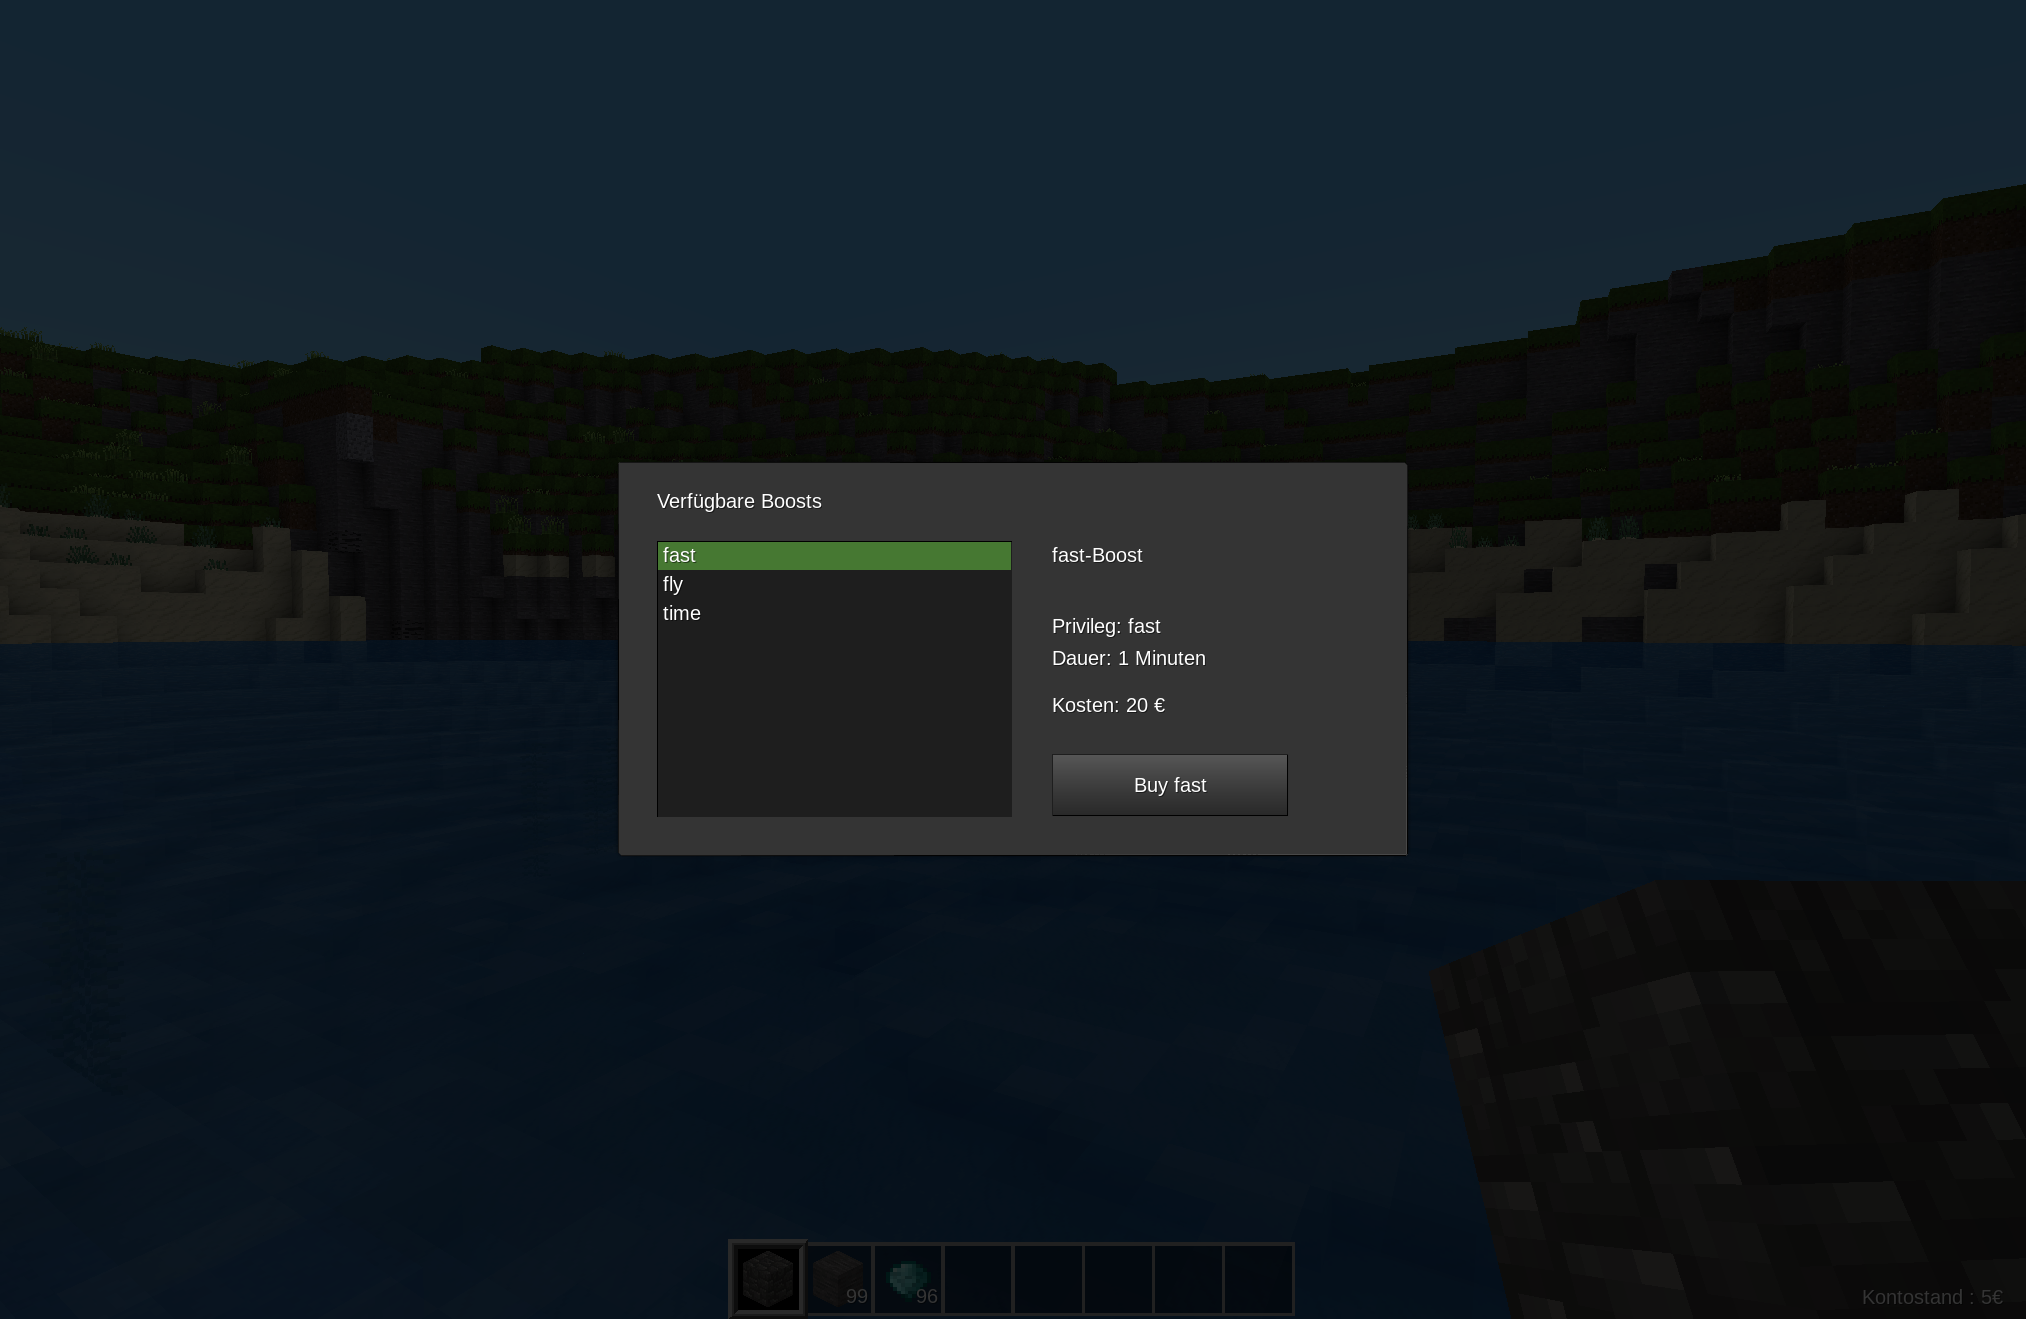 Verfügbare Boosts
fast
fly
time
fast-Boost
Privileg: fast
Dauer: 1 Minuten
Kosten: 20 €
Buy fast
99
96
Kontostand : 5€